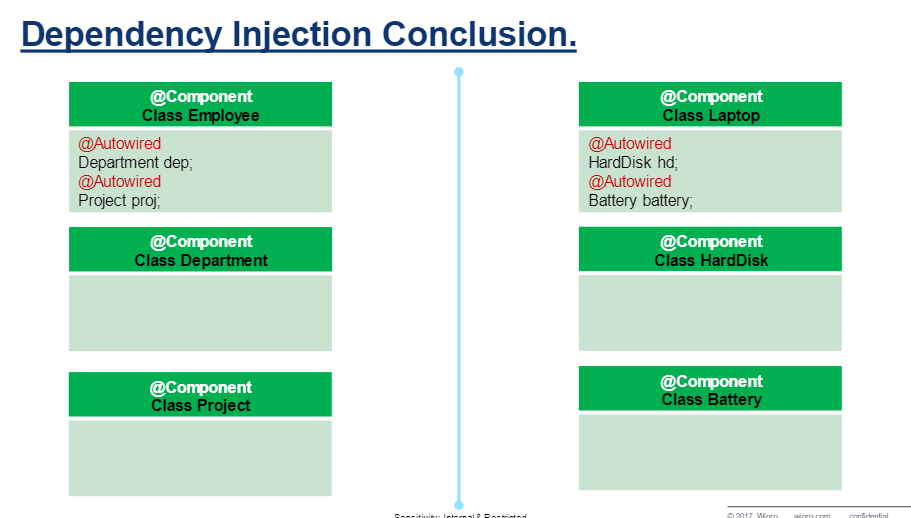 Dependency Injection Conclusion.
@Component
Class Employee
@Autowired
Department dep;
@Autowired
Project proj;
@Component
Class Department
@Component
Class Project
@Component
Class Laptop
@Autowired
HardDisk hd;
@Autowired
Battery battery;
@Component
Class HardDisk
@Component
Class Battery
Sensitivity: Internal & Restricted
© 2017 Wipro wipro.com confidential